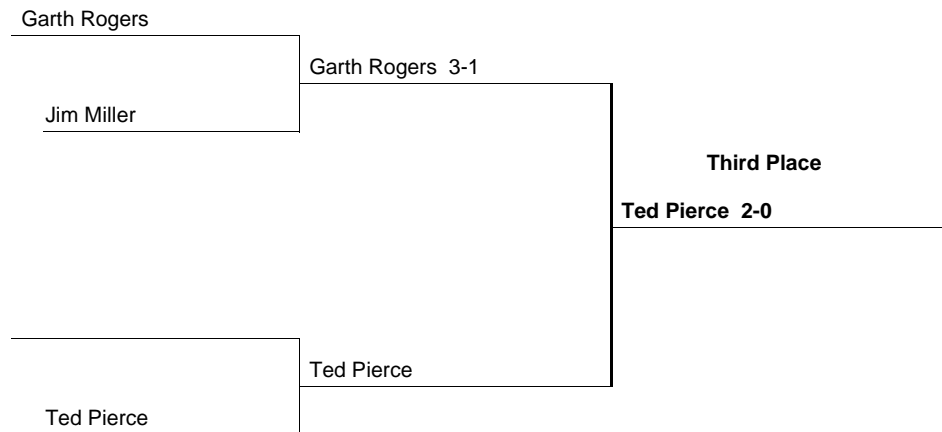 Garth Rogers
Garth Rogers 3-1
Jim Miller
Third Place
Ted Pierce 2-0
Ted Pierce
Ted Pierce